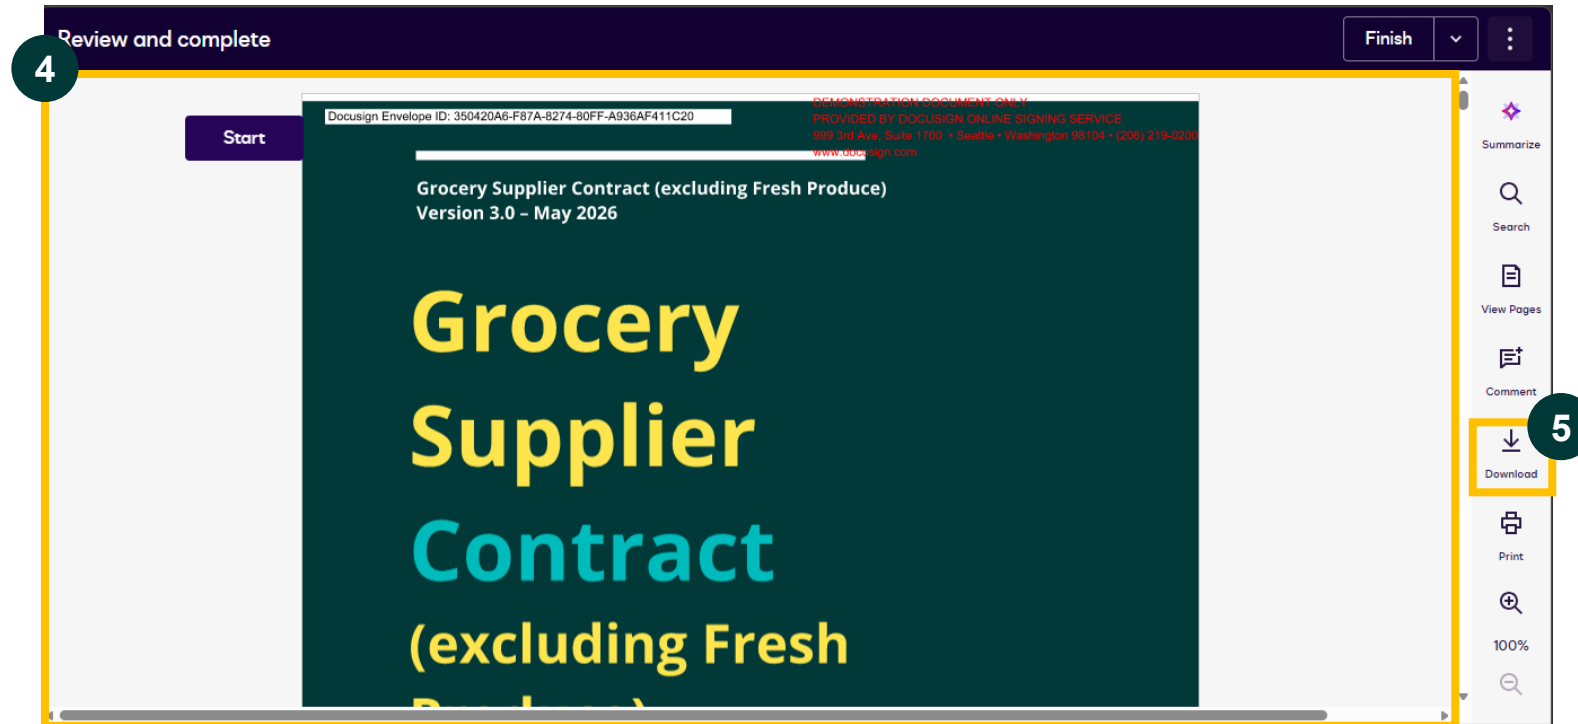 Review and complete
Finish
4
Start
Docusign Envelope ID: 350420A6-F87A-8274-80FF-A936AF411C20
DEMONSTRATION DOCUMENT ONLY
PROVIDED BY DOCUSIGN ONLINE SIGNING SERVICE
999 3rd Ave, Suite 1700 • Seattle • Washington 98104 • (206) 219-0200
www.docusign.com
Grocery Supplier Contract (excluding Fresh Produce)
Version 3.0 – May 2026
Grocery
Supplier
Contract
(excluding Fresh
Produce)
Summarize
Search
View Pages
Comment
5
Download
Print
100%